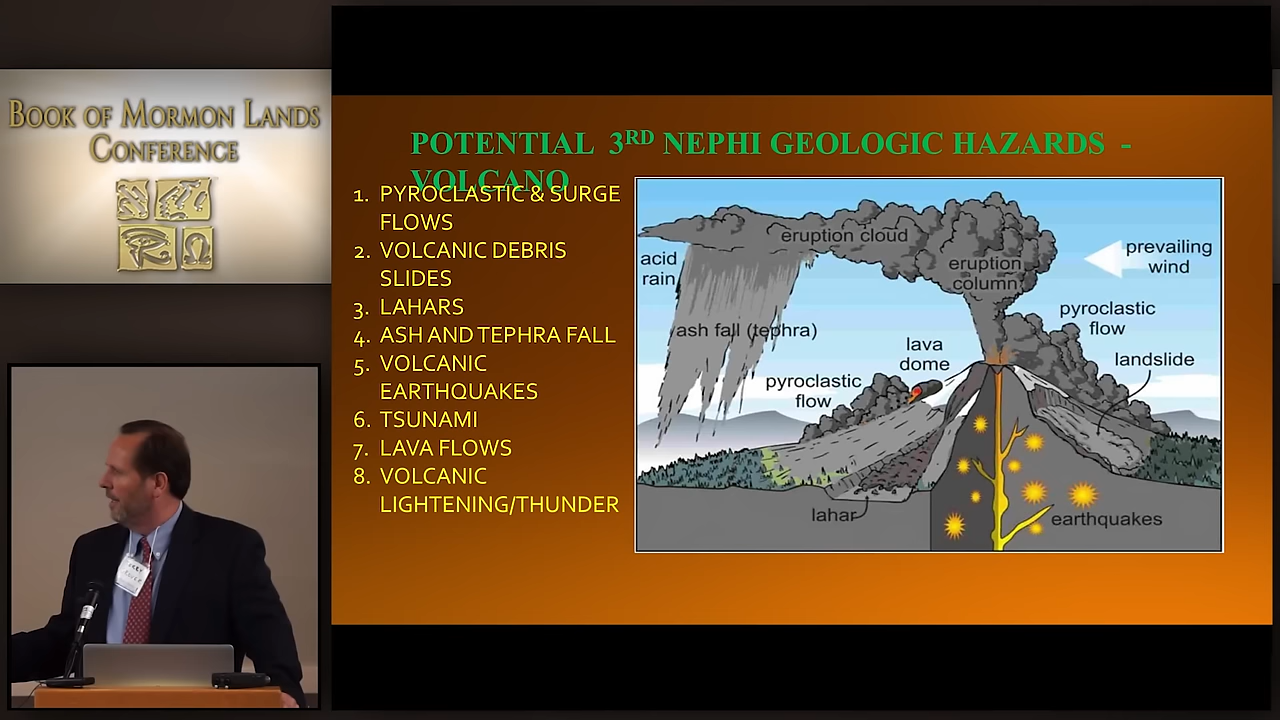 BOOK OF MORMON LANDS
CONFERENCE
POTENTIAL 3RD NEPHI GEOLOGIC HAZARDS -
VOLCANO
1. PYROCLASTIC & SURGE
FLOWS
2. VOLCANIC DEBRIS
SLIDES
3. LAHARS
4. ASH AND TEPHRA FALL
5. VOLCANIC
EARTHQUAKES
6. TSUNAMI
7. LAVA FLOWS
8. VOLCANIC
LIGHTENING/THUNDER
eruption cloud
acid
rain
eruption
column
prevailing
wind
pyroclastic
flow
ash fall (tephra)
lava
dome
landslide
pyroclastic
flow
lahar
earthquakes